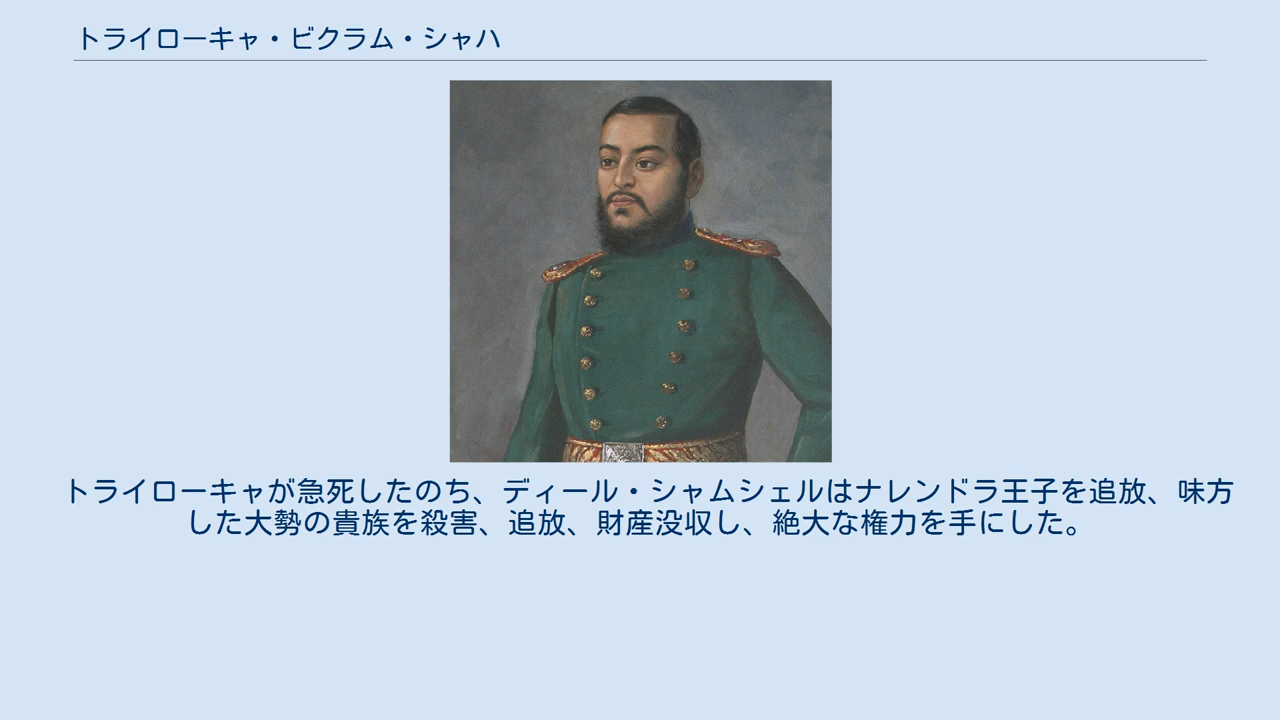 トライローキャ・ビクラム・シャハ
トライローキャが急死したのち、ディール・シャムシェルはナレンドラ王子を追放、味方
した大勢の貴族を殺害、追放、財産没収し、絶大な権力を手にした。